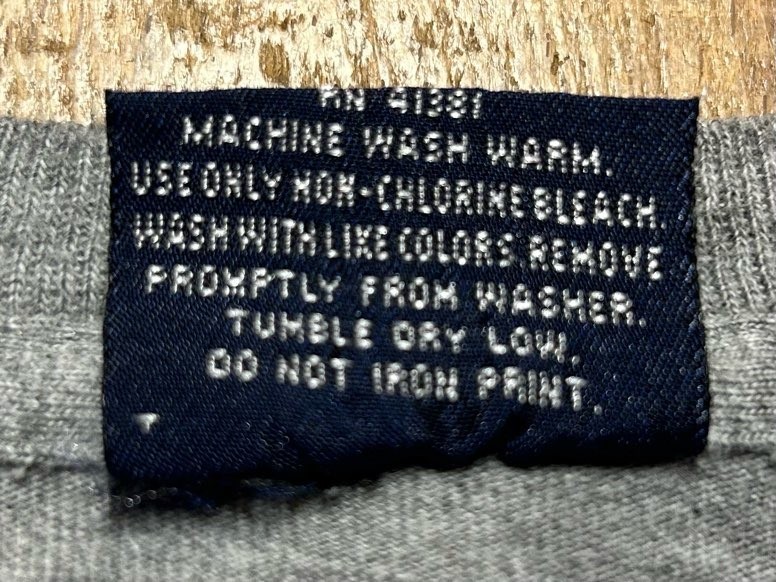 RN 41381
MACHINE WASH WARM.
USE ONLY NON-CHLORINE BLEACH.
WASH WITH LIKE COLORS. REMOVE
PROMPTLY FROM WASHER.
TUMBLE DRY LOW.
DO NOT IRON PRINT.